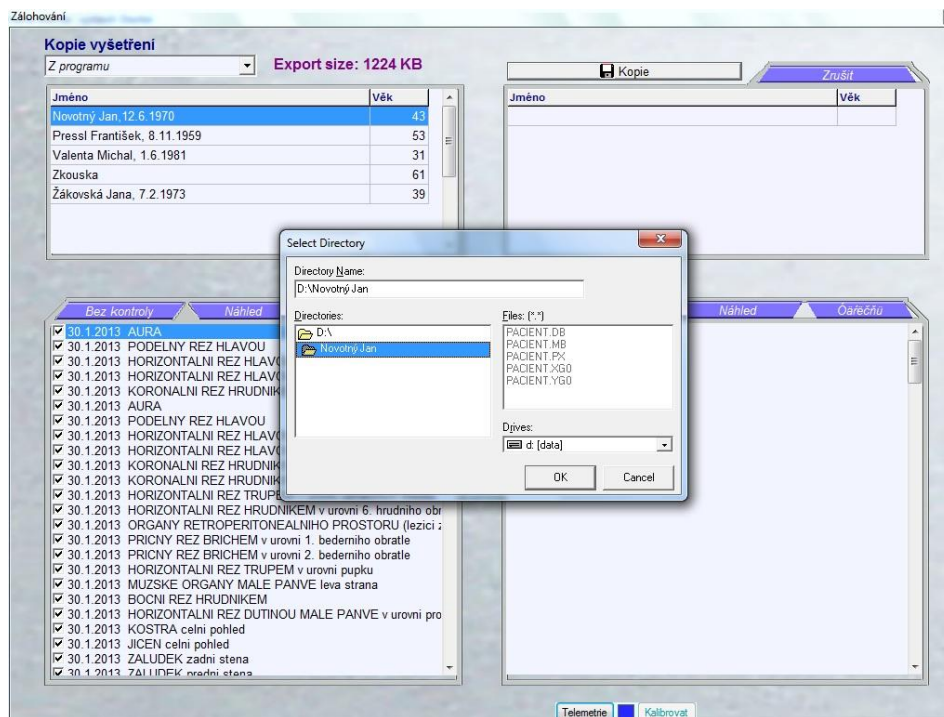 Zálohování
Kopie vyšetření
Z programu
Export size: 1224 KB
Kopie
Zrušit
Jméno Věk
Novotný Jan,12.6.1970 43
Pressl František, 8.11.1959 53
Valenta Michal, 1.6.1981 31
Zkouska 61
Žákovská Jana, 7.2.1973 39
Jméno Věk
Select Directory
Directory Name:
D:\Novotný Jan
Directories:
D:\
Novotný Jan
Files: (*.*)
PACIENT.DB
PACIENT.MB
PACIENT.PX
PACIENT.XG0
PACIENT.YG0
Drives:
d: [data]
OK Cancel
Bez kontroly Náhled
30.1.2013 AURA
30.1.2013 PODELNY REZ HLAVOU
30.1.2013 HORIZONTALNI REZ
30.1.2013 HORIZONTALNI REZ
30.1.2013 KORONALNI REZ
30.1.2013 AURA
30.1.2013 PODELNY REZ HLAVOU
30.1.2013 HORIZONTALNI REZ
30.1.2013 HORIZONTALNI REZ
30.1.2013 KORONALNI REZ
30.1.2013 KORONALNI REZ
30.1.2013 HORIZONTALNI REZ
30.1.2013 HORIZONTALNI REZ HRUDNIKEM v urovni 6. hrudniho obr
30.1.2013 ORGANY RETROPERITONEALNIHO PROSTORU (lezici
30.1.2013 PRICNY REZ BRICHEM v urovni 1. bederniho obratle
30.1.2013 PRICNY REZ BRICHEM v urovni 2. bederniho obratle
30.1.2013 HORIZONTALNI REZ TRUPEM v urovni pupku
30.1.2013 MUZSKE ORGANY MALE PANVE leva strana
30.1.2013 BOCNI REZ HRUDNIKEM
30.1.2013 HORIZONTALNI REZ DUTINOU MALE PANVE v urovni pro
30.1.2013 KOSTRA celni pohled
30.1.2013 JICEN celni pohled
30.1.2013 ZALUDEK zadni stena
30.1.2013 ZALUDEK predni stena
Náhled Óařečňů
Telemetrie Kalibrovat